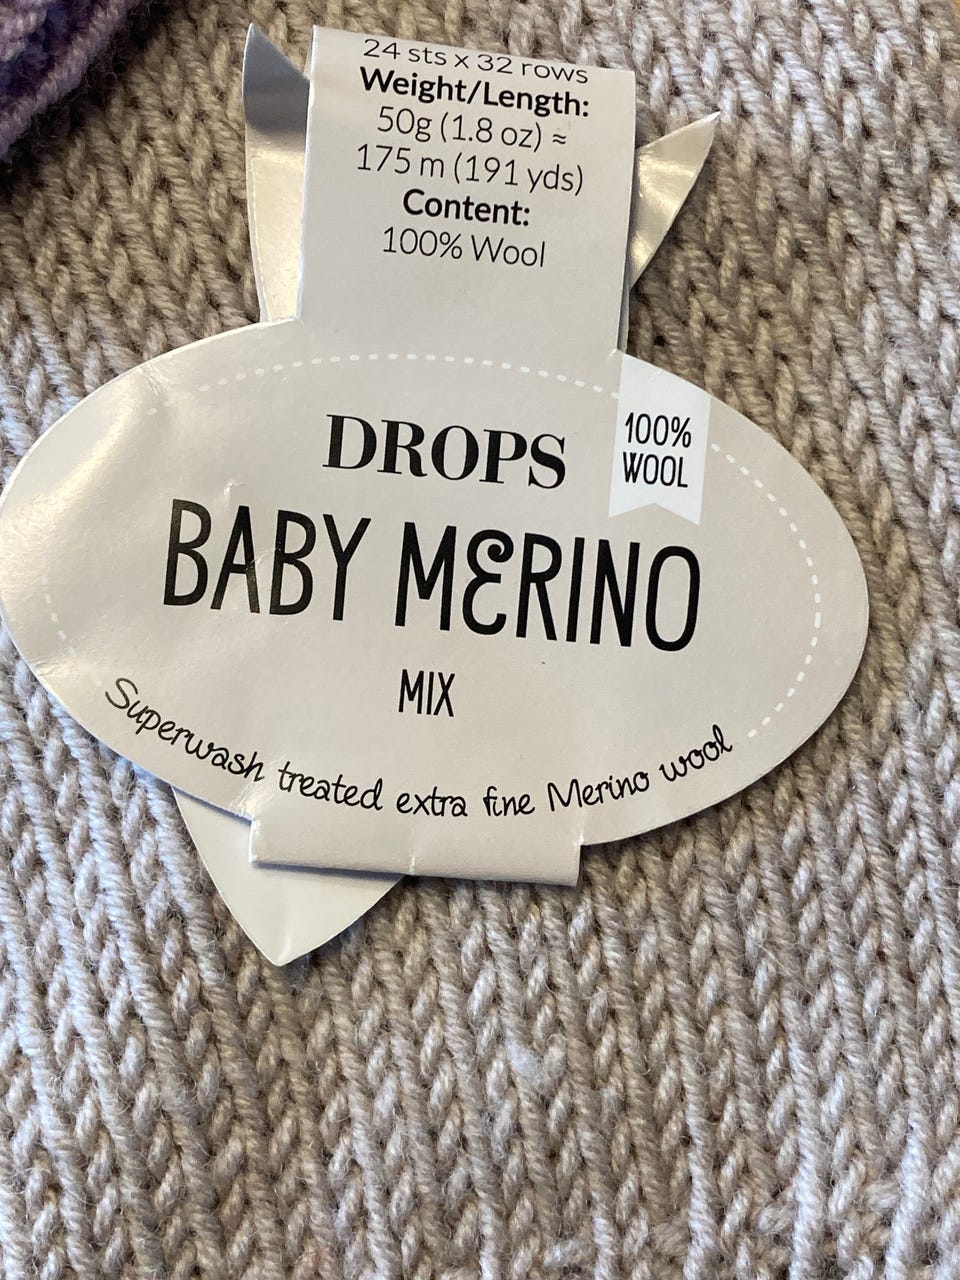 24 sts x 32 rows
Weight/Length:
50g (1.8 oz) ≈
175 m (191 yds)
Content:
100% Wool
100%
WOOL
DROPS
BABY MERINO
MIX
Superwash treated extra fine Merino wool